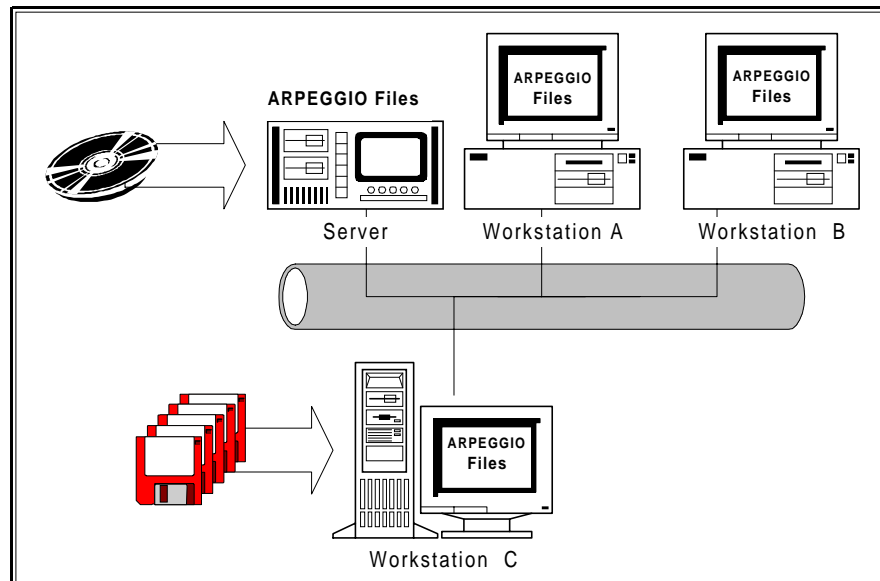 ARPEGGIO Files
ARPEGGIO
Files
ARPEGGIO
Files
Server
Workstation A
Workstation B
ARPEGGIO
Files
Workstation C